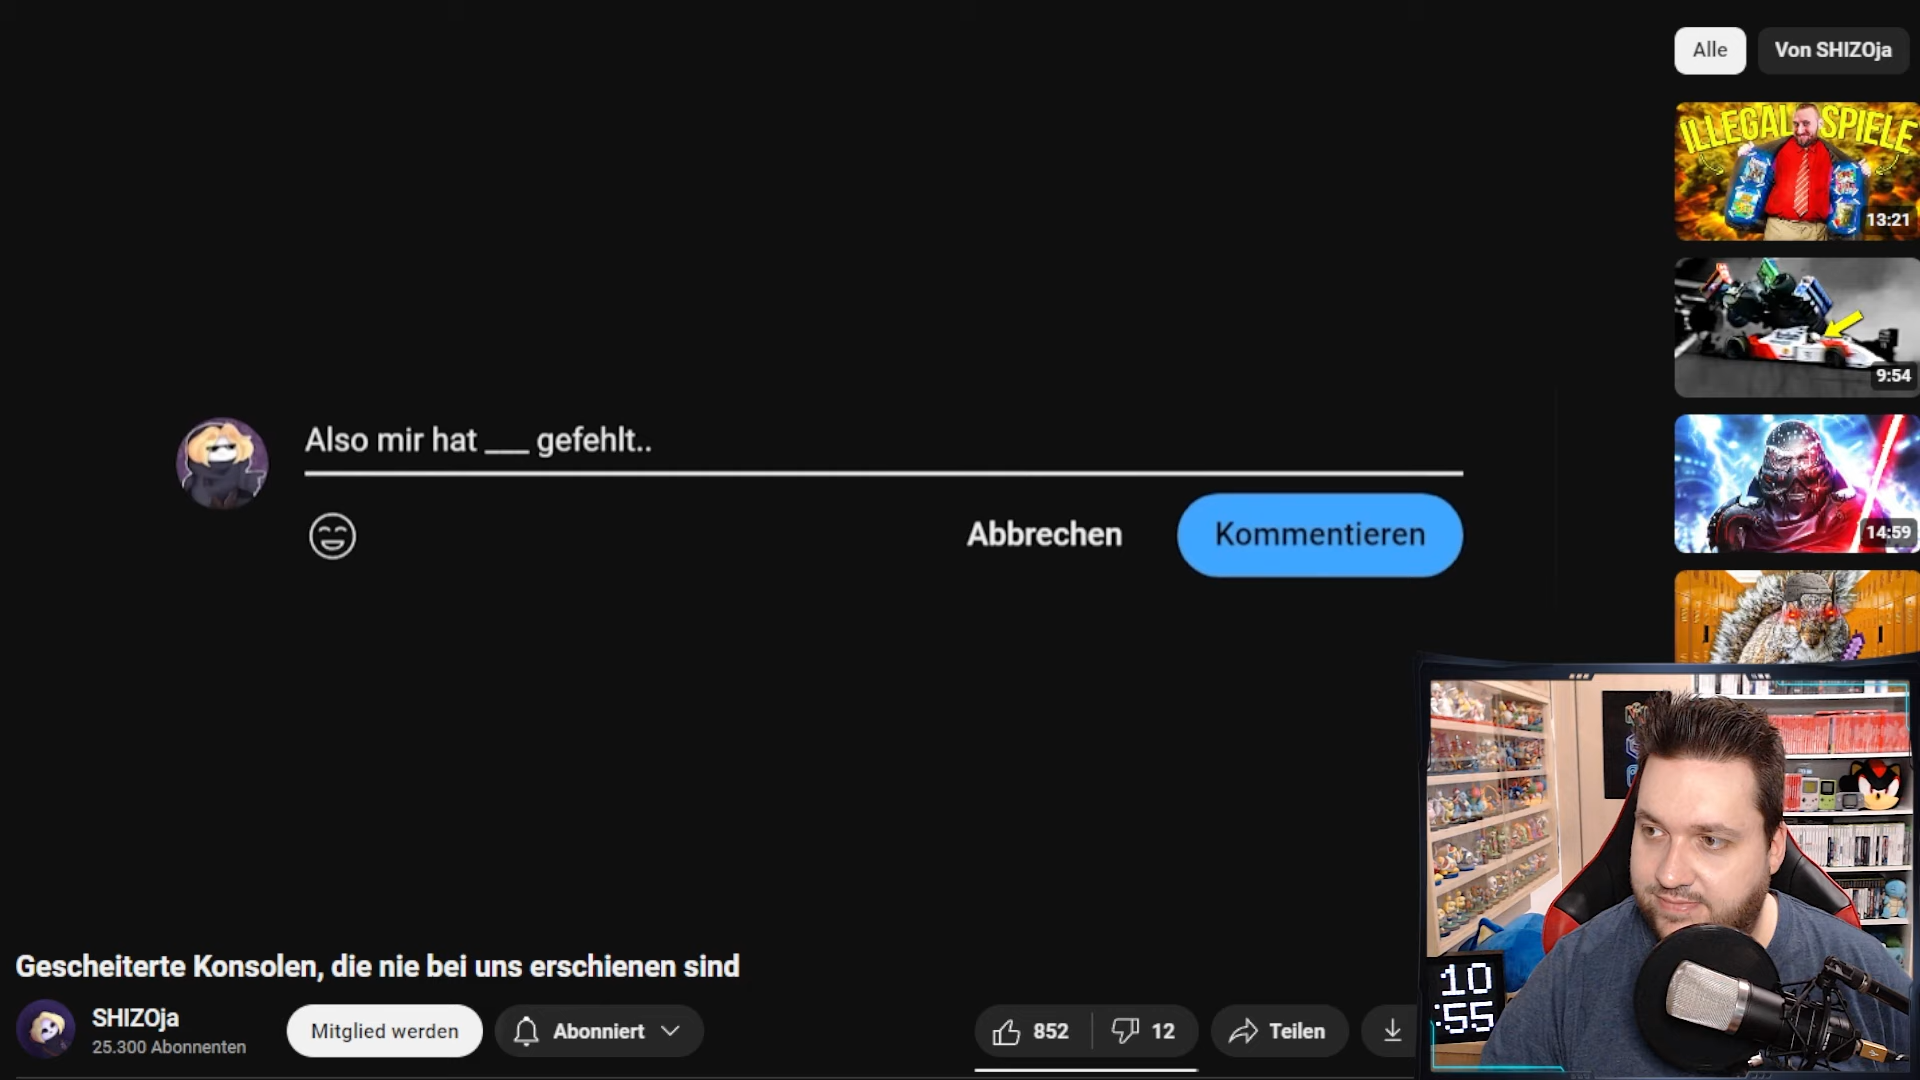 Alle
Von SHIZOja
ILLEGAL SPIELE
13:21
9:54
14:59
Also mir hat ___ gefehlt..
Abbrechen
Kommentieren
Gescheiterte Konsolen, die nie bei uns erschienen sind
SHIZOja
25.300 Abonnenten
Mitglied werden
Abonniert
852
12
Teilen
10
:55